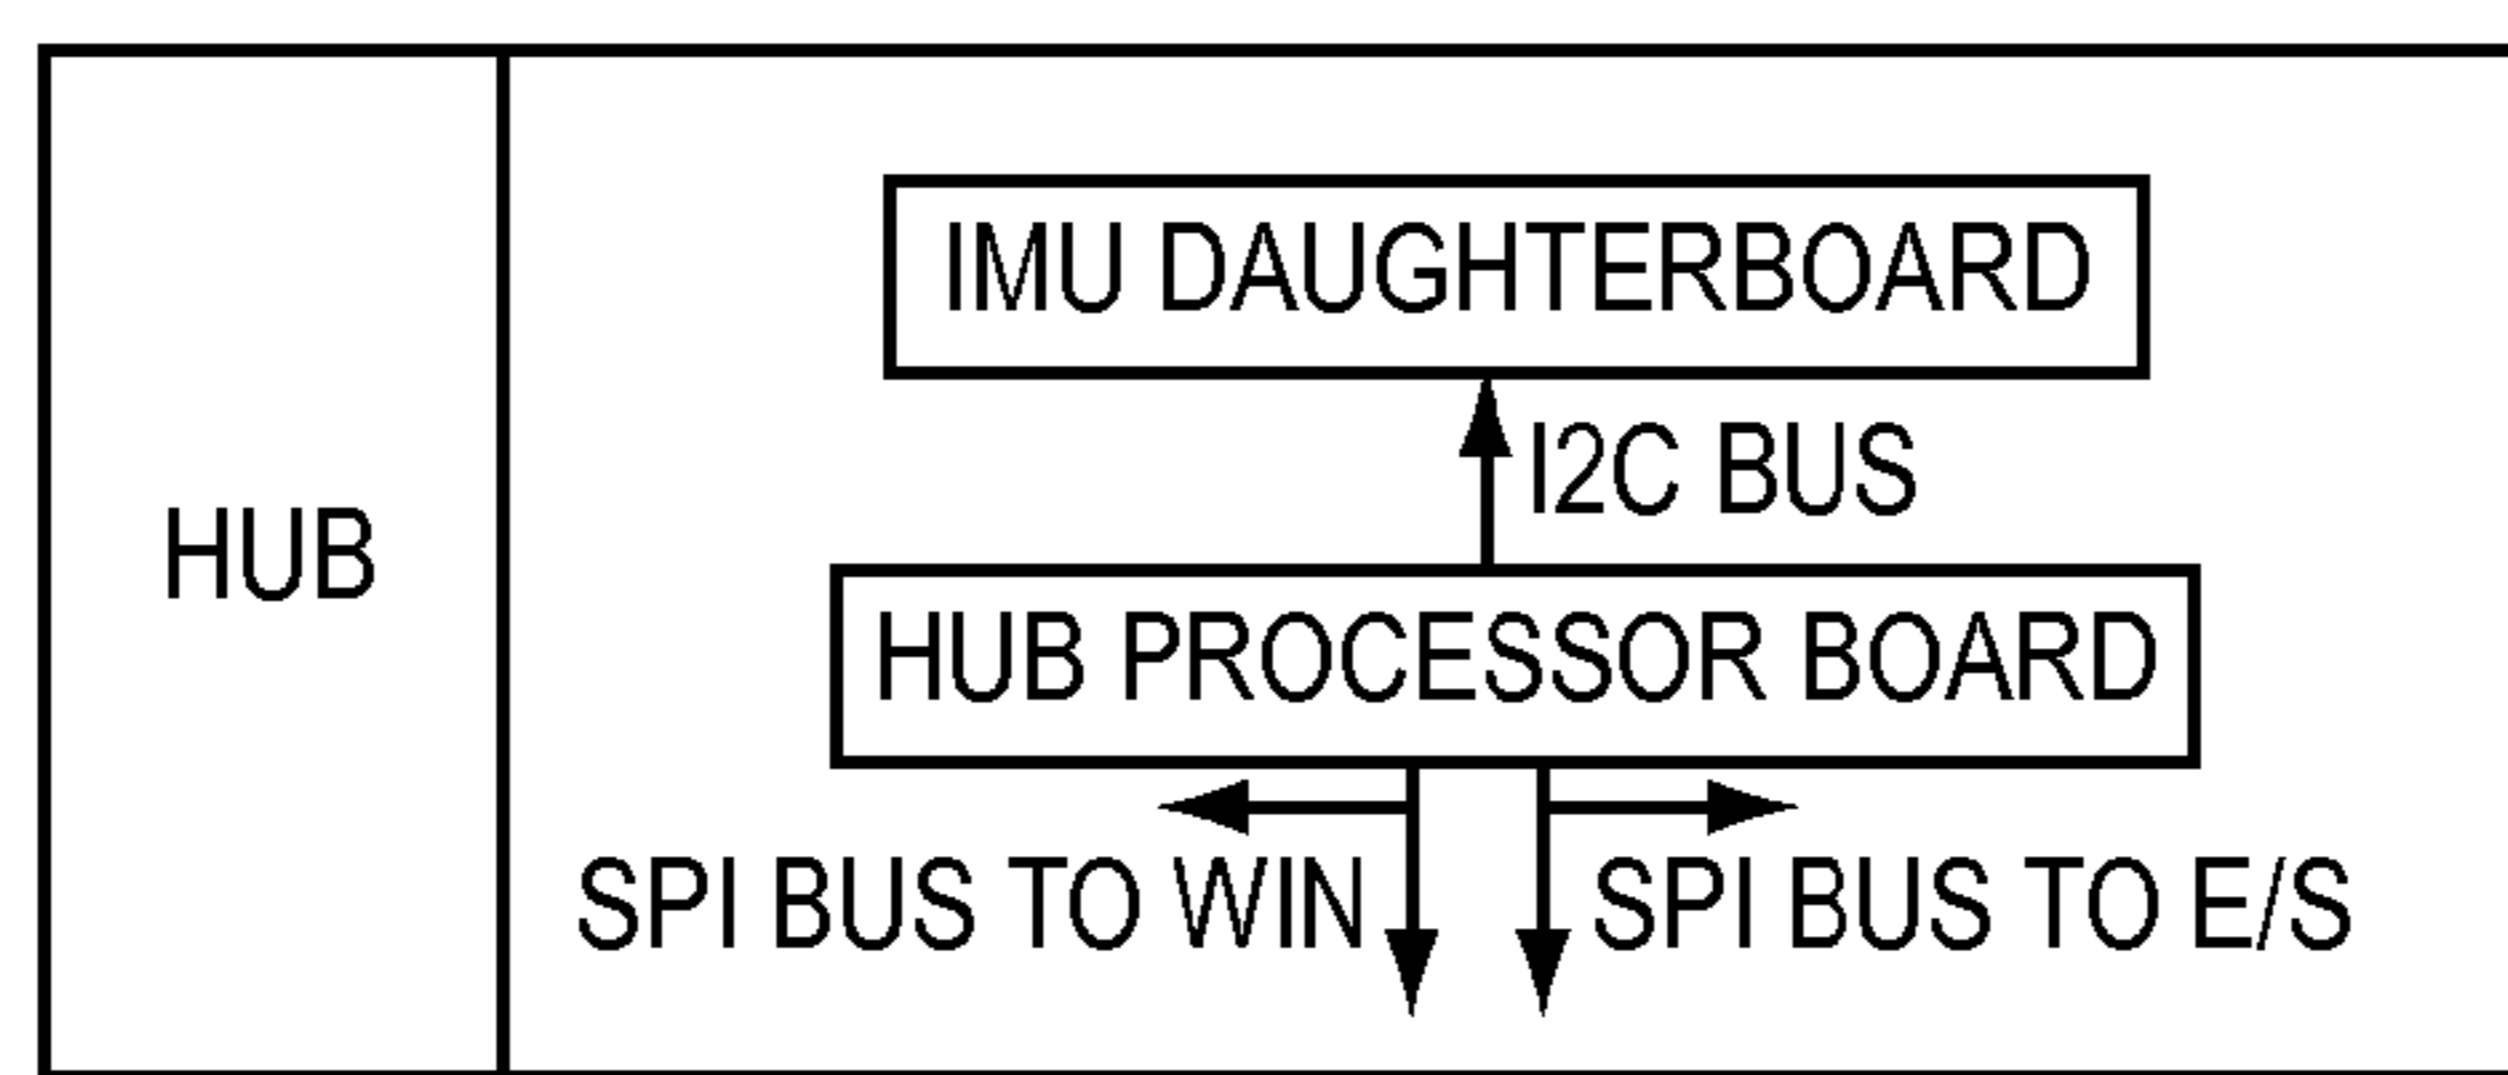 IMU DAUGHTERBOARD
I2C BUS
HUB
HUB PROCESSOR BOARD
SPI BUS TO WIN
SPI BUS TO E/S